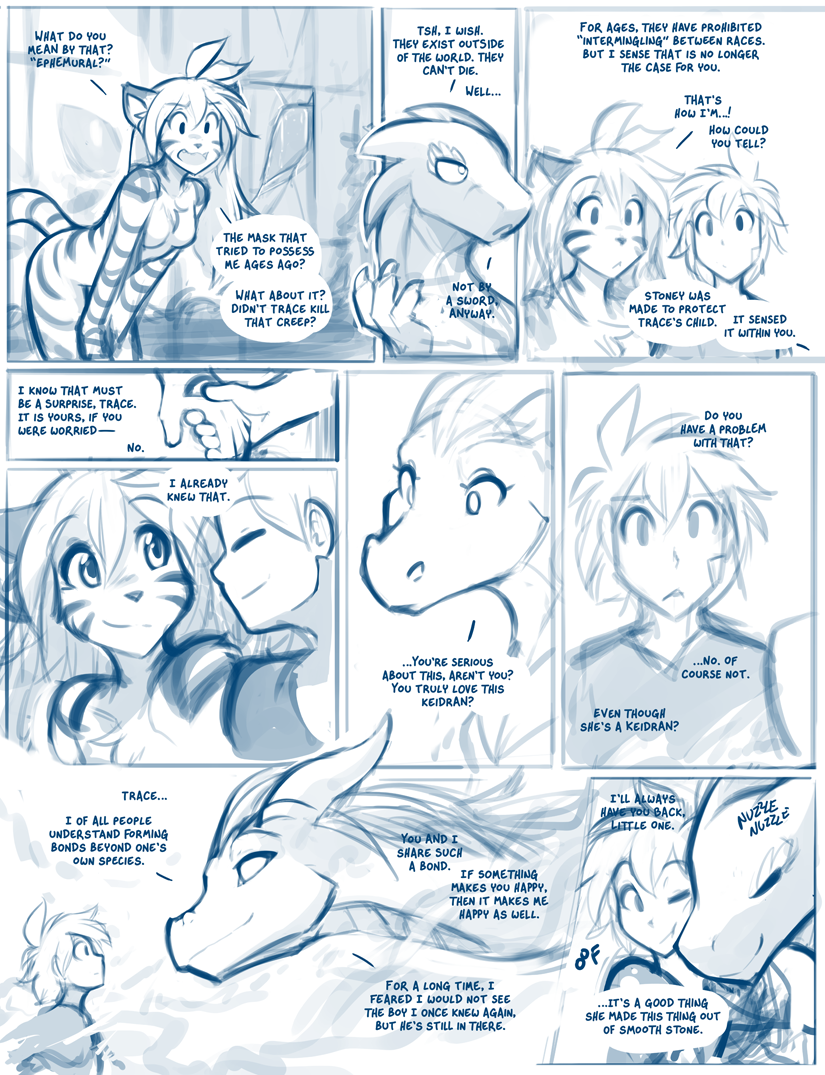 WHAT DO YOU
MEAN BY THAT?
"EPHEMURAL?"
THE MASK THAT
TRIED TO POSSESS
ME AGES AGO?
WHAT ABOUT IT?
DIDN'T TRACE KILL
THAT CREEP?
TSH, I WISH.
THEY EXIST OUTSIDE
OF THE WORLD. THEY
CAN'T DIE.
WELL...
NOT BY
A SWORD,
ANYWAY.
FOR AGES, THEY HAVE PROHIBITED
"INTERMINGLING" BETWEEN RACES.
BUT I SENSE THAT IS NO LONGER
THE CASE FOR YOU.
THAT'S
HOW I'M...!
HOW COULD
YOU TELL?
STONEY WAS
MADE TO PROTECT
TRACE'S CHILD.
IT SENSED
IT WITHIN YOU.
I KNOW THAT MUST
BE A SURPRISE, TRACE.
IT IS YOURS, IF YOU
WERE WORRIED—
NO.
I ALREADY
KNEW THAT.
...YOU'RE SERIOUS
ABOUT THIS, AREN'T YOU?
YOU TRULY LOVE THIS
KEIDRAN?
DO YOU
HAVE A PROBLEM
WITH THAT?
...NO. OF
COURSE NOT.
EVEN THOUGH
SHE'S A KEIDRAN?
TRACE...
I OF ALL PEOPLE
UNDERSTAND FORMING
BONDS BEYOND ONE'S
OWN SPECIES.
YOU AND I
SHARE SUCH
A BOND.
IF SOMETHING
MAKES YOU HAPPY,
THEN IT MAKES ME
HAPPY AS WELL.
FOR A LONG TIME, I
FEARED I WOULD NOT SEE
THE BOY I ONCE KNEW AGAIN,
BUT HE'S STILL IN THERE.
I'LL ALWAYS
HAVE YOU BACK,
LITTLE ONE.
NUZZLE
NUZZLE
OOF
...IT'S A GOOD THING
SHE MADE THIS THING OUT
OF SMOOTH STONE.